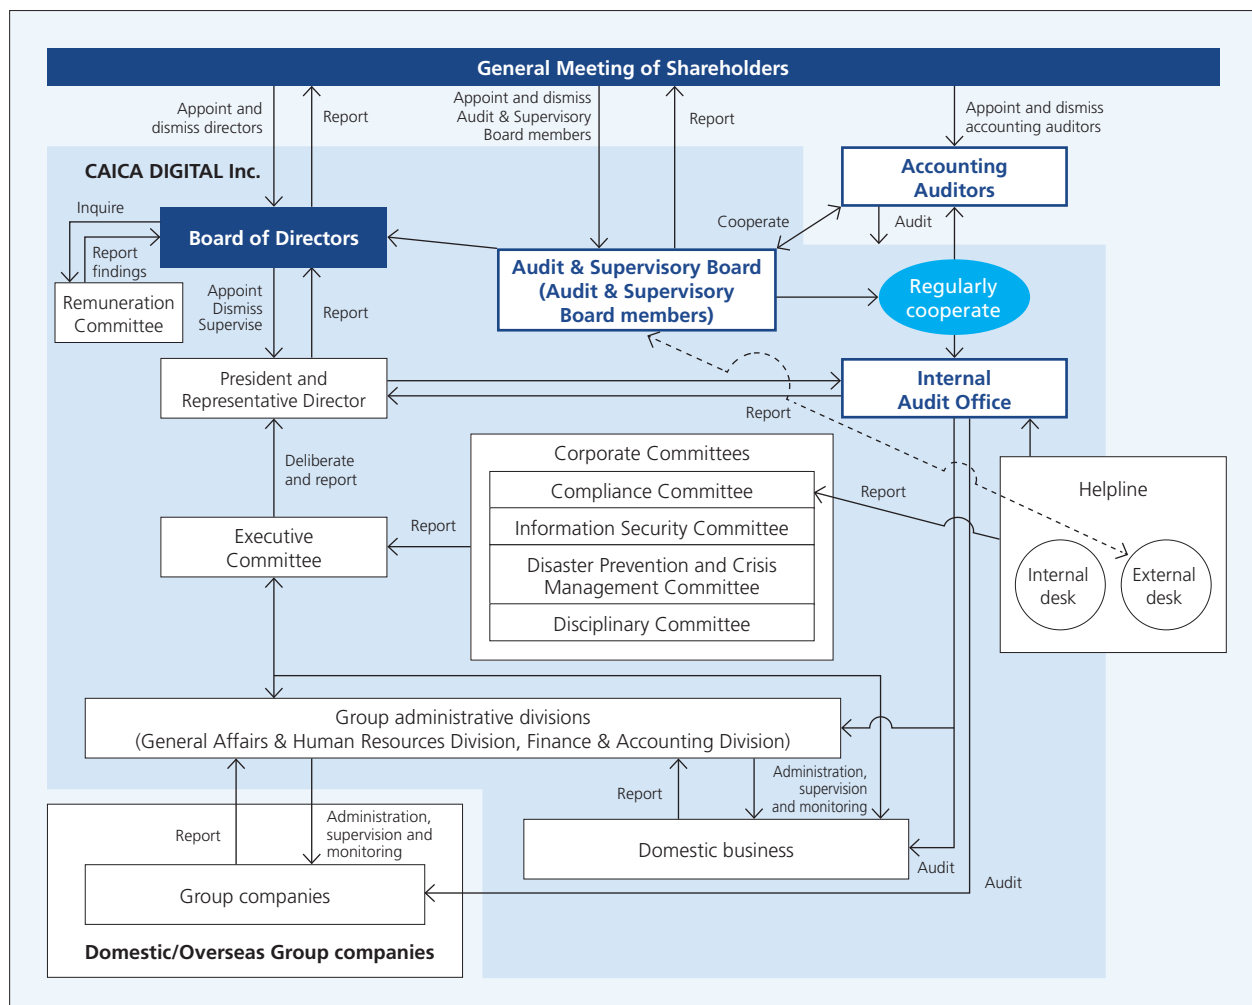 General Meeting of Shareholders
Appoint and
dismiss directors
Report
Appoint and dismiss
Audit & Supervisory
Board members
Report
Appoint and dismiss
accounting auditors
CAICA DIGITAL Inc.
Accounting
Auditors
Inquire
Board of Directors
Cooperate
Audit
Report
findings
Audit & Supervisory Board
(Audit & Supervisory
Board members)
Regularly
cooperate
Remuneration
Committee
Appoint
Dismiss
Supervise
Report
President and
Representative Director
Internal
Audit Office
Report
Deliberate
and report
Corporate Committees
Compliance Committee
Information Security Committee
Disaster Prevention and Crisis
Management Committee
Disciplinary Committee
Report
Helpline
Internal
desk
External
desk
Report
Executive
Committee
Group administrative divisions
(General Affairs & Human Resources Division, Finance & Accounting Division)
Report
Administration,
supervision
and monitoring
Report
Administration,
supervision and
monitoring
Domestic business
Audit
Audit
Group companies
Domestic/Overseas Group companies